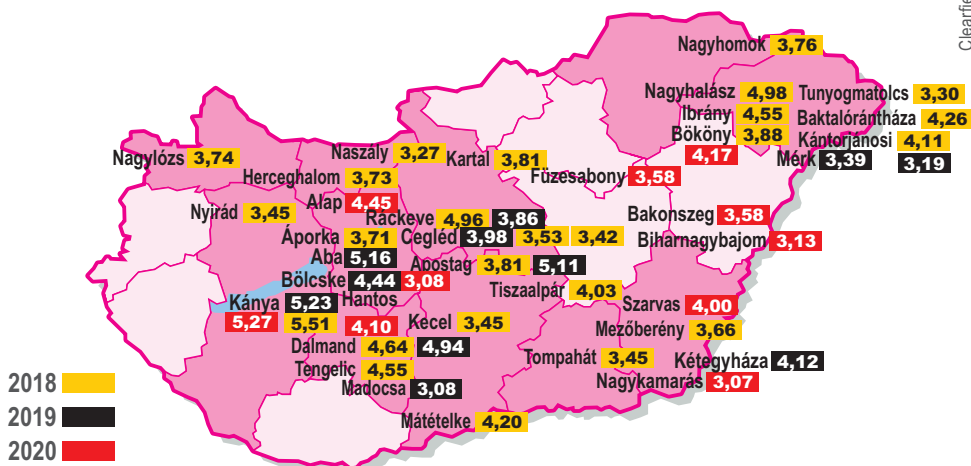 Clearfie
Nagyhomok 3,76
Nagyhalász 4,98 Tunyogmatolcs 3,30
Ibrány 4,55 Baktalórántháza 4,26
Bököny 3,88 Kántorjánosi 4,11
4,17 Mérk 3,39 3,19
Nagylózs 3,74 Naszály 3,27 Kartal 3,81
Herceghalom 3,73 Füzesabony 3,58
Alap 4,45
Nyirád 3,45 Ráckeve 4,96 3,86 Bakonszeg 3,58
Áporka 3,71 Cegléd 3,98 3,53 3,42 Biharnagybajom 3,13
Aba 5,16 Apostag 3,81 5,11
Bölcske 4,44 3,08 Tiszaalpár 4,03
Kánya 5,23 Hantos Szarvas 4,00
5,27 5,51 4,10 Kecel 3,45 Mezőberény 3,66
Dalmand 4,64 4,94 Tompahát 3,45 Kétegyháza 4,12
Tengelic 4,55 Nagykamarás 3,07
Madocsa 3,08
Mátételke 4,20
2018
2019
2020